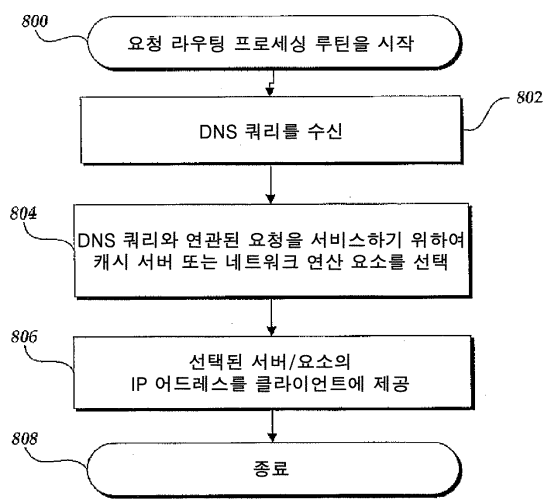 800
요청 라우팅 프로세싱 루틴을 시작
802
DNS 쿼리를 수신
804
DNS 쿼리와 연관된 요청을 서비스하기 위하여
캐시 서버 또는 네트워크 연산 요소를 선택
806
선택된 서버/요소의
IP 어드레스를 클라이언트에 제공
808
종료